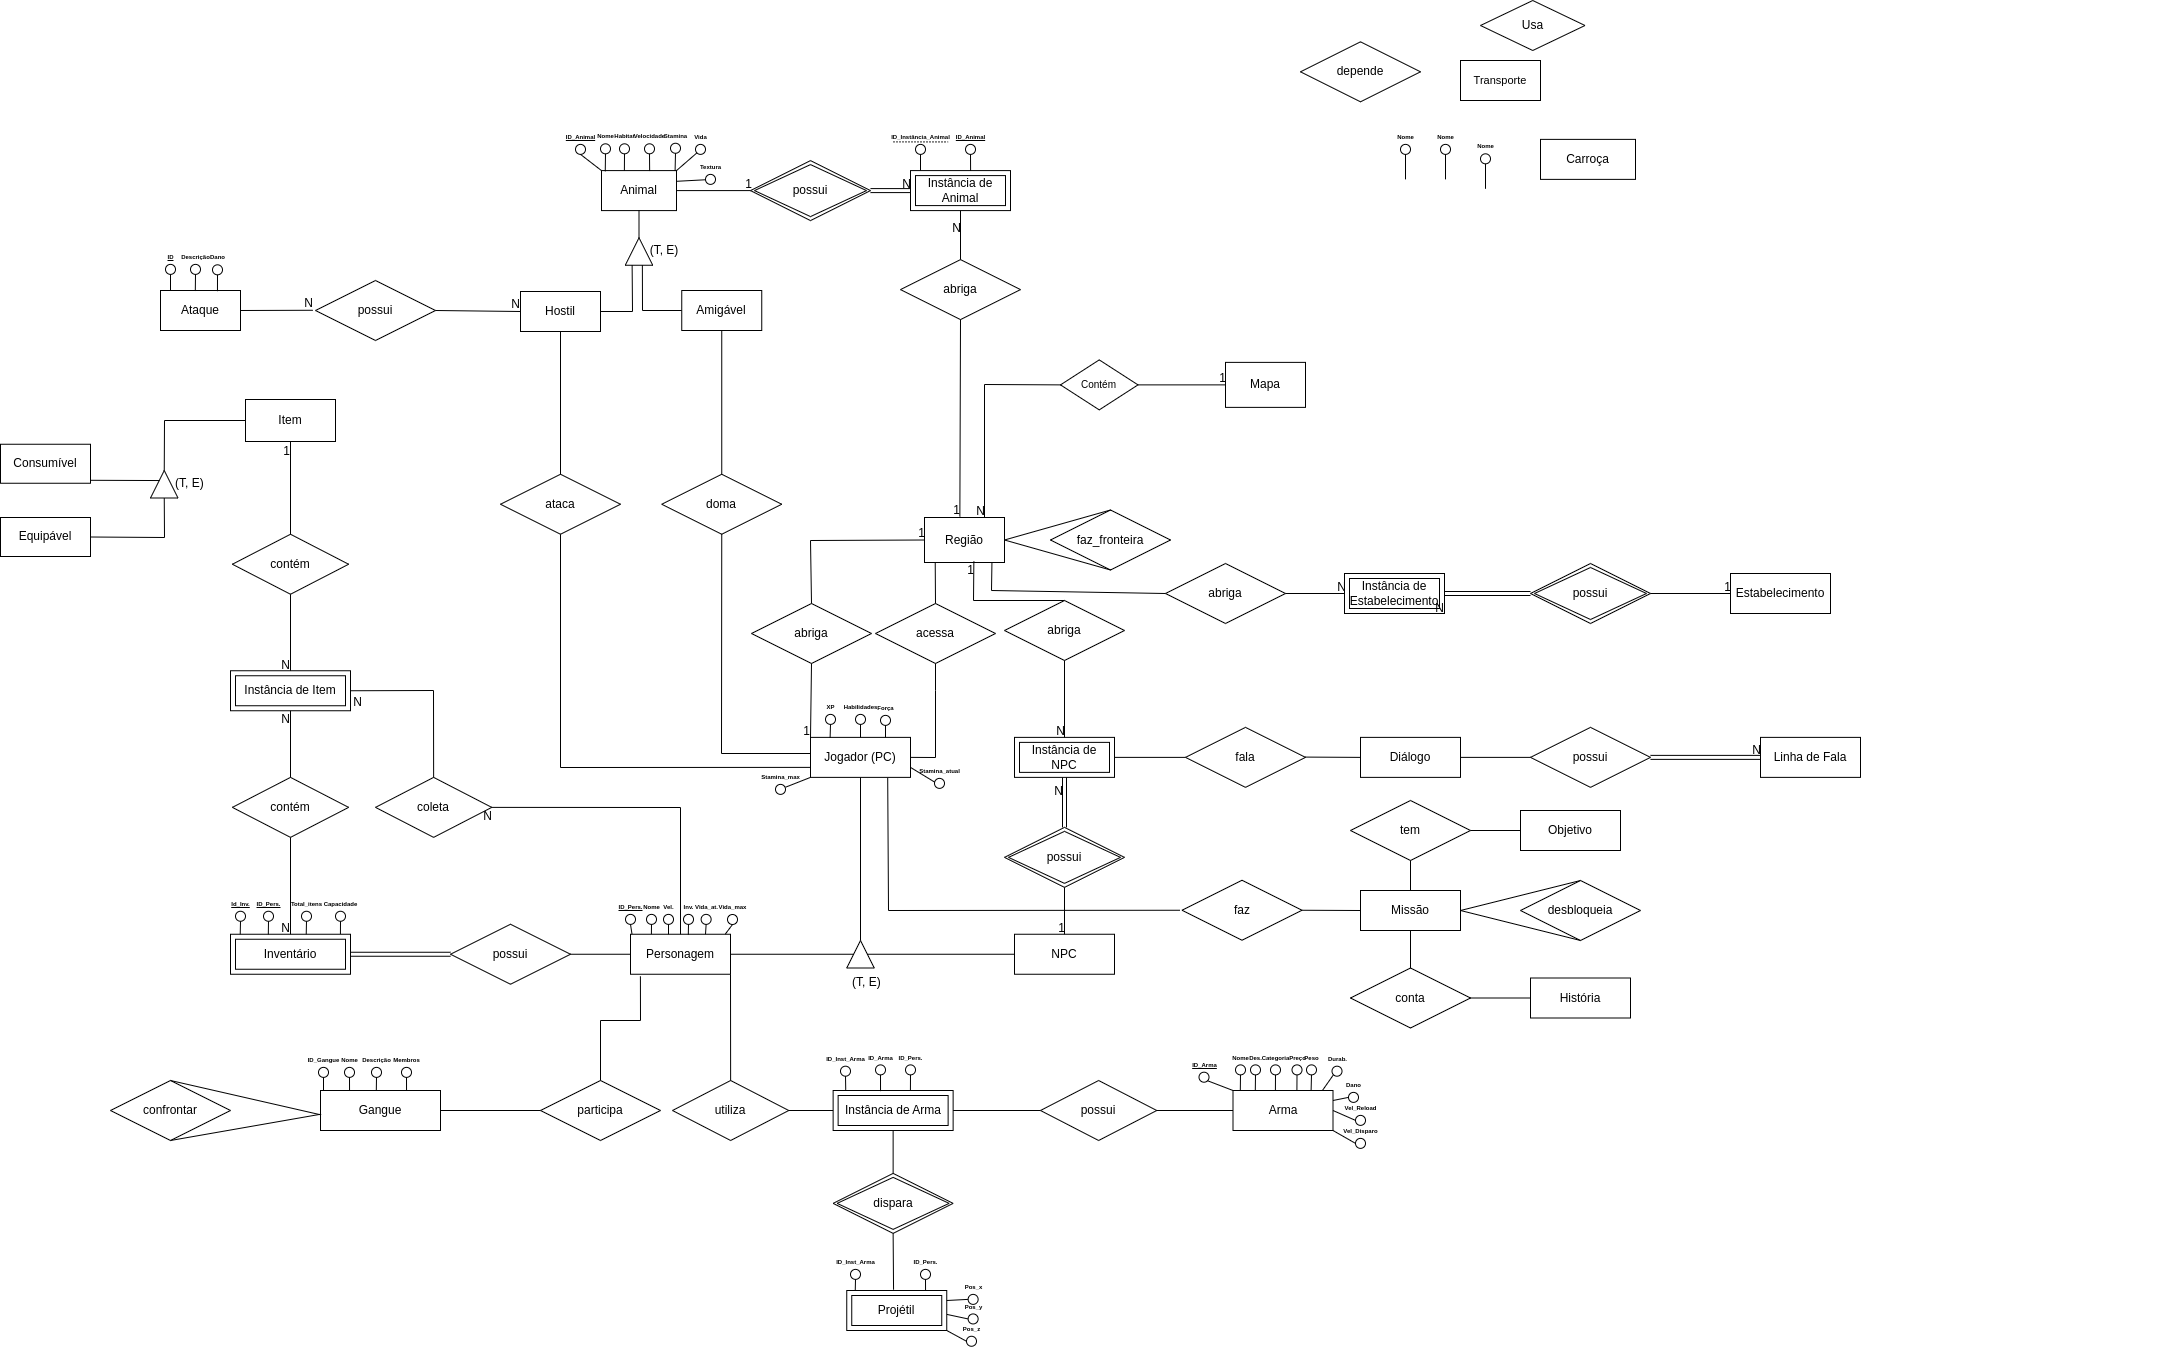 Usa
depende
Transporte
ID_Animal
Nome
Habitat
Velocidade
Stamina
Vida
Textura
ID_Instância_Animal
ID_Animal
Nome
Nome
Nome
Carroça
Animal
1
possui
N
Instância de
Animal
N
(T, E)
ID
Descrição
Dano
Ataque
N
possui
N
Hostil
Amigável
abriga
Contém
1
Mapa
Item
1
Consumível
(T, E)
Equipável
contém
ataca
doma
1
N
1
Região
faz_fronteira
1
abriga
acessa
abriga
abriga
N
Instância de
Estabelecimento
N
possui
1
Estabelecimento
N
Instância de Item
N
N
contém
coleta
N
XP
Habilidades
Força
1
Jogador (PC)
Stamina_max
Stamina_atual
N
Instância de
NPC
N
fala
Diálogo
possui
N
Linha de Fala
possui
1
tem
Objetivo
faz
Missão
desbloqueia
conta
História
Id_Inv.
ID_Pers.
Total_itens
Capacidade
N
Inventário
possui
ID_Pers.
Nome
Vel.
Inv.
Vida_at.
Vida_max
Personagem
(T, E)
NPC
ID_Gangue
Nome
Descrição
Membros
confrontar
Gangue
participa
utiliza
ID_Inst_Arma
ID_Arma
ID_Pers.
Instância de Arma
possui
ID_Arma
Nome
Des.
Categoria
Preço
Peso
Durab.
Dano
Vel_Reload
Vel_Disparo
Arma
dispara
ID_Inst_Arma
ID_Pers.
Pos_x
Pos_y
Pos_z
Projétil